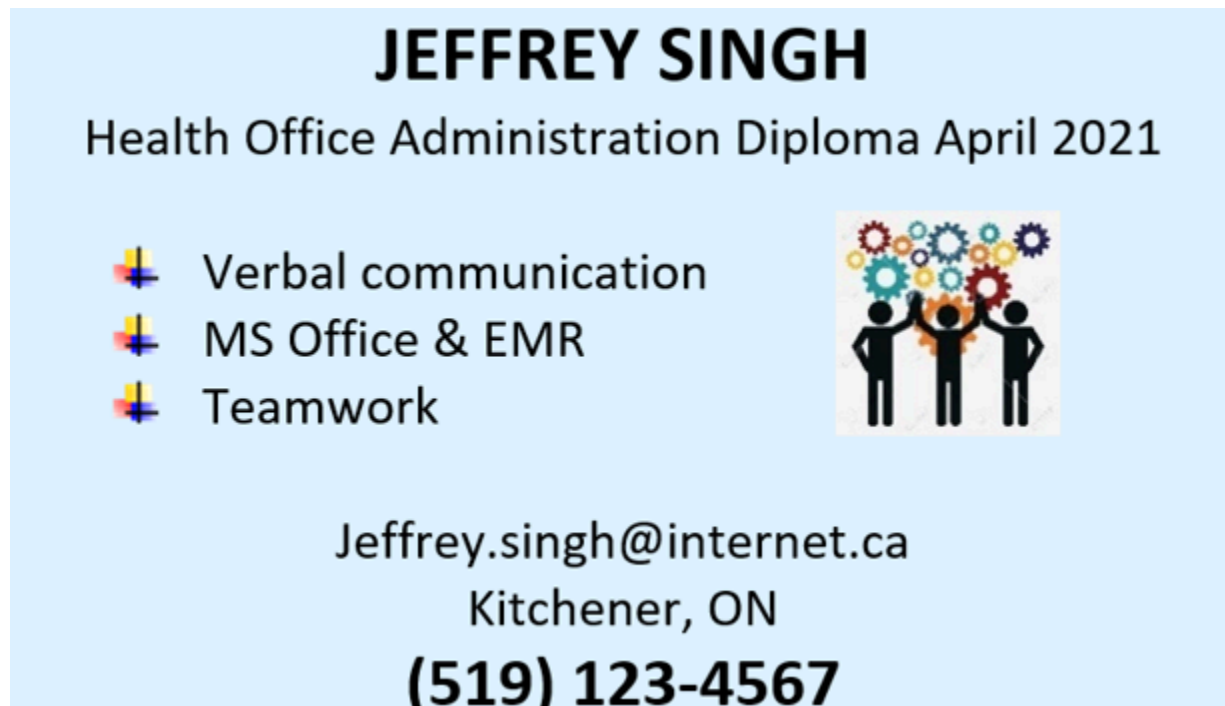 JEFFREY SINGH
Health Office Administration Diploma April 2021
Verbal communication
MS Office & EMR
Teamwork
Jeffrey.singh@internet.ca
Kitchener, ON
(519) 123-4567